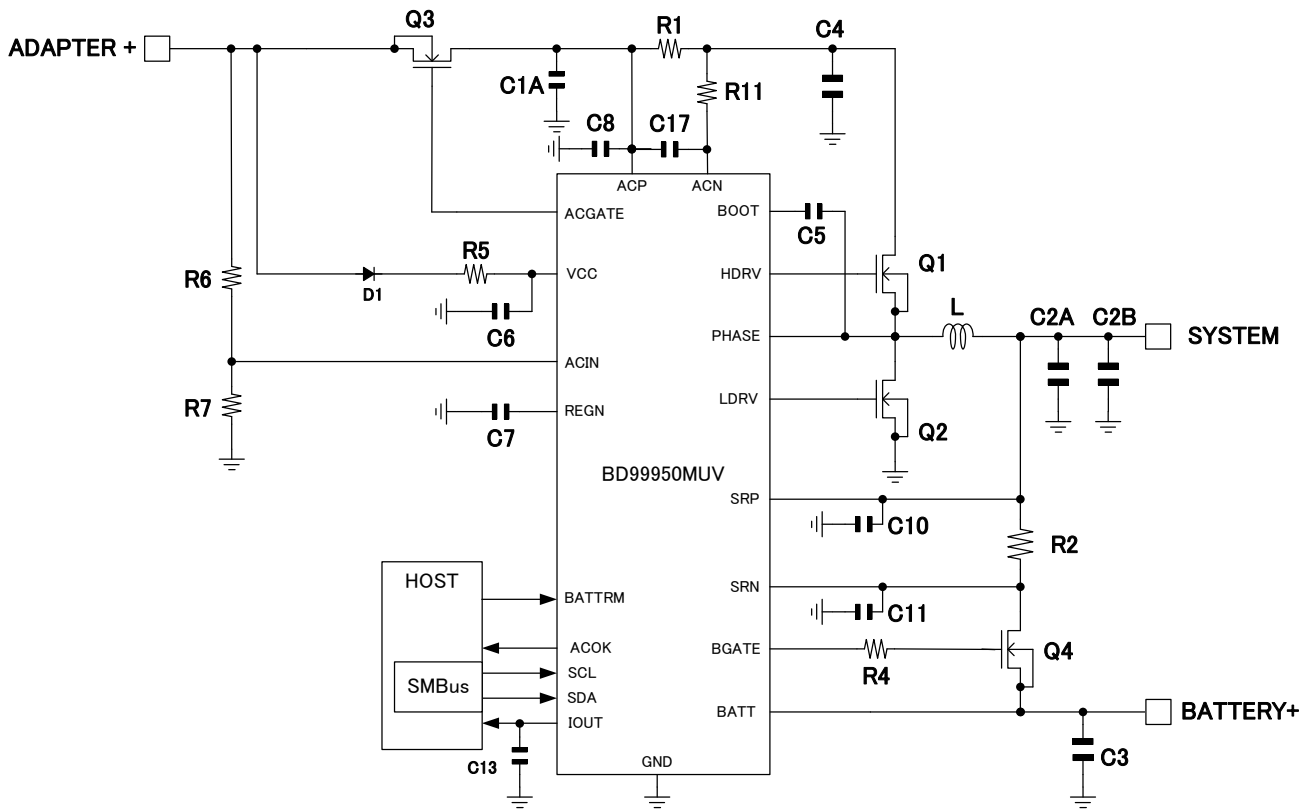 Q3
R1
C4
ADAPTER +
C1A
R11
C8
C17
ACP
ACN
ACGATE
BOOT
C5
R6
R5
D1
VCC
HDRV
Q1
C6
PHASE
L
C2A
C2B
SYSTEM
ACIN
R7
LDRV
Q2
C7
REGN
BD99950MUV
SRP
C10
R2
HOST
BATTRM
SRN
C11
ACOK
BGATE
R4
Q4
SMBus
SCL
SDA
IOUT
BATT
BATTERY+
C13
GND
C3